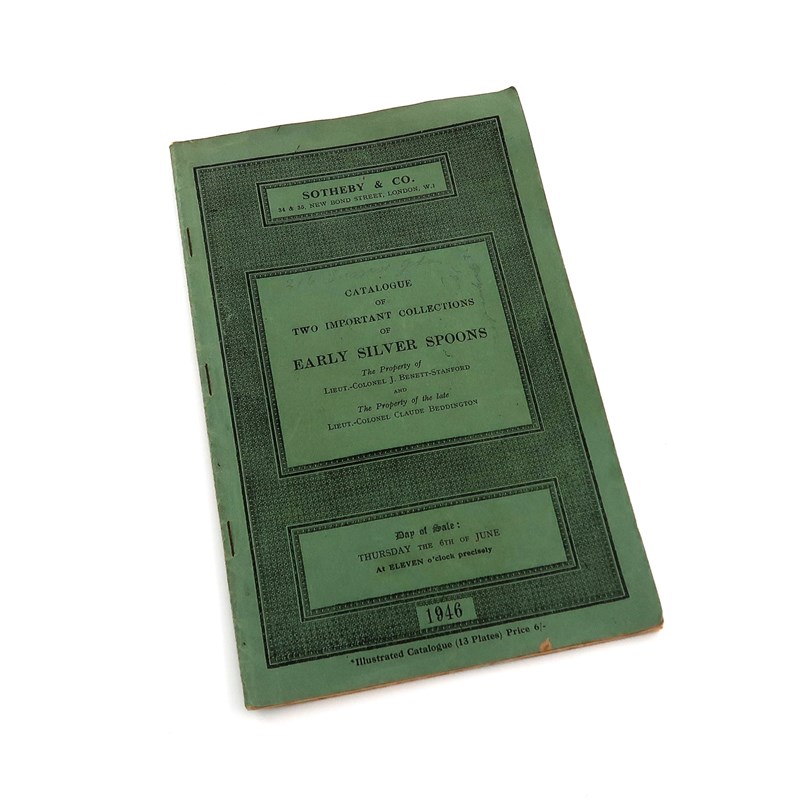 SOTHEBY & CO.
34 & 35, NEW BOND STREET, LONDON, W.1
CATALOGUE
OF
TWO IMPORTANT COLLECTIONS
OF
EARLY SILVER SPOONS
The Property of
LIEUT.-COLONEL J. BENETT-STANFORD
AND
The Property of the late
LIEUT.-COLONEL CLAUDE BEDDINGTON
Day of Sale:
THURSDAY THE 6TH OF JUNE
At ELEVEN o'clock precisely
1946
*Illustrated Catalogue (13 Plates) Price 6/-